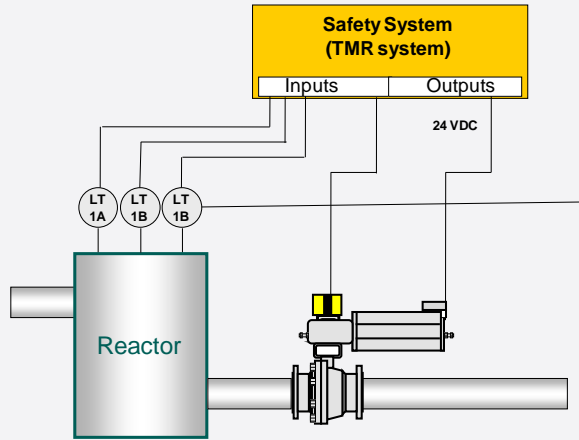 Safety System
(TMR system)
Inputs
Outputs
24 VDC
LT
1A
LT
1B
LT
1B
Reactor